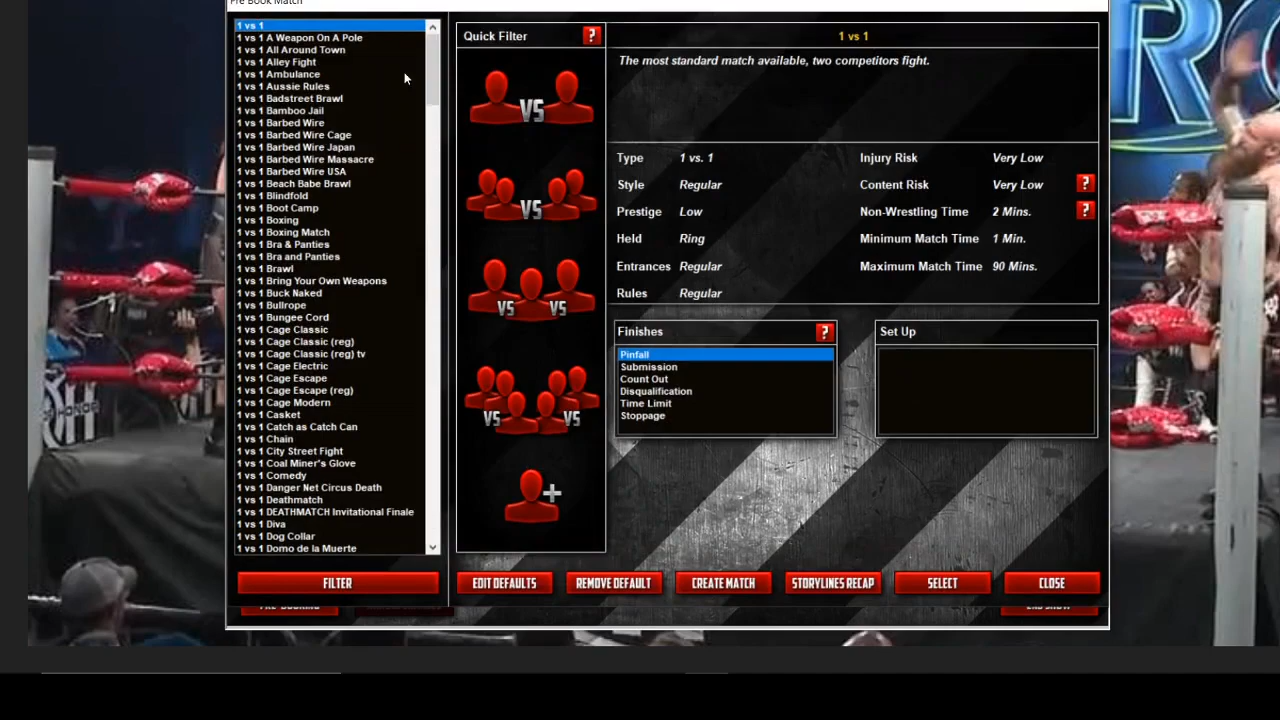 Pre Book Match
1 vs 1
1 vs 1 A Weapon On A Pole
1 vs 1 All Around Town
1 vs 1 Alley Fight
1 vs 1 Ambulance
1 vs 1 Aussie Rules
1 vs 1 Badstreet Brawl
1 vs 1 Bamboo Jail
1 vs 1 Barbed Wire
1 vs 1 Barbed Wire Cage
1 vs 1 Barbed Wire Japan
1 vs 1 Barbed Wire Massacre
1 vs 1 Barbed Wire USA
1 vs 1 Beach Babe Brawl
1 vs 1 Blindfold
1 vs 1 Boot Camp
1 vs 1 Boxing
1 vs 1 Boxing Match
1 vs 1 Bra & Panties
1 vs 1 Bra and Panties
1 vs 1 Brawl
1 vs 1 Bring Your Own Weapons
1 vs 1 Buck Naked
1 vs 1 Bullrope
1 vs 1 Bungee Cord
1 vs 1 Cage Classic
1 vs 1 Cage Classic (reg)
1 vs 1 Cage Classic (reg) tv
1 vs 1 Cage Electric
1 vs 1 Cage Escape
1 vs 1 Cage Escape (reg)
1 vs 1 Cage Modern
1 vs 1 Casket
1 vs 1 Catch as Catch Can
1 vs 1 Chain
1 vs 1 City Street Fight
1 vs 1 Coal Miner's Glove
1 vs 1 Comedy
1 vs 1 Danger Net Circus Death
1 vs 1 Deathmatch
1 vs 1 DEATHMATCH Invitational Finale
1 vs 1 Diva
1 vs 1 Dog Collar
1 vs 1 Domo de la Muerte
FILTER
Quick Filter ?
VS
VS
VS VS
VS VS
1 vs 1
The most standard match available, two competitors fight.
Type 1 vs. 1 Injury Risk Very Low
Style Regular Content Risk Very Low ?
Prestige Low Non-Wrestling Time 2 Mins. ?
Held Ring Minimum Match Time 1 Min.
Entrances Regular Maximum Match Time 90 Mins.
Rules Regular
Finishes ?
Pinfall
Submission
Count Out
Disqualification
Time Limit
Stoppage
Set Up
EDIT DEFAULTS REMOVE DEFAULT CREATE MATCH STORYLINES RECAP SELECT CLOSE
PRE-BOOKING
END SHOW
HONOR
RO